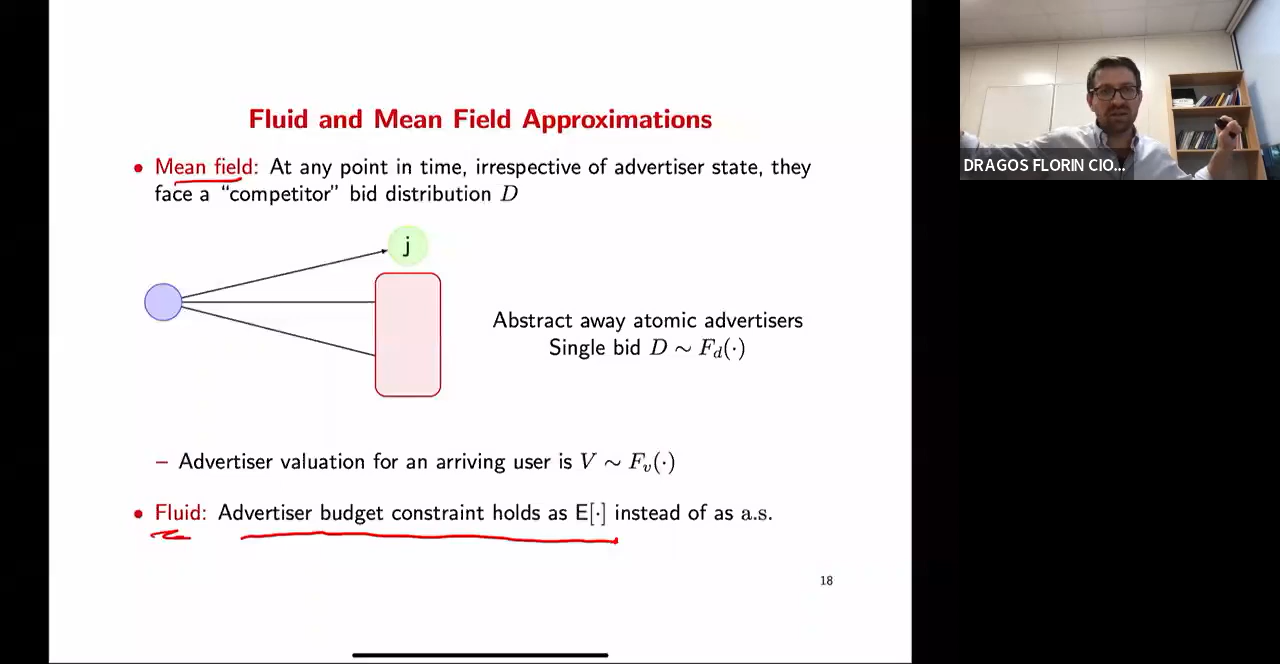 Fluid and Mean Field Approximations
• Mean field: At any point in time, irrespective of advertiser state, they
face a “competitor” bid distribution D
j
Abstract away atomic advertisers
Single bid D ∼ F_d(·)
– Advertiser valuation for an arriving user is V ∼ F_v(·)
• Fluid: Advertiser budget constraint holds as E[·] instead of as a.s.
18
DRAGOS FLORIN CIO...